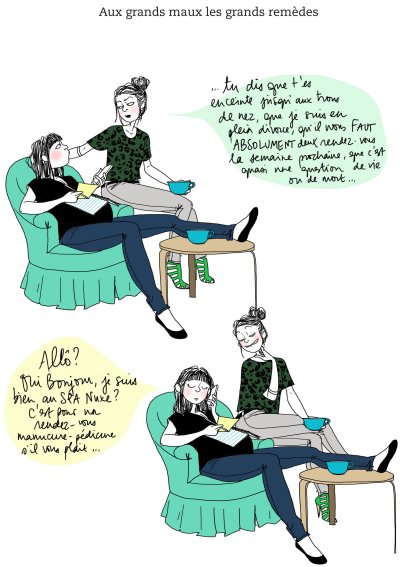 Aux grands maux les grands remèdes
... tu dis que t'es
enceinte jusqu'aux trous
de nez, que je suis en
plein divorce, qu'il nous FAUT
ABSOLUMENT deux rendez-vous
la semaine prochaine, que c'est
quasi une question de vie
ou de mort...
Allô?
Oui Bonjour, je suis
bien au SPA Nuxe?
C'est pour un
rendez-vous
manucure-pédicure
s'il vous plaît...